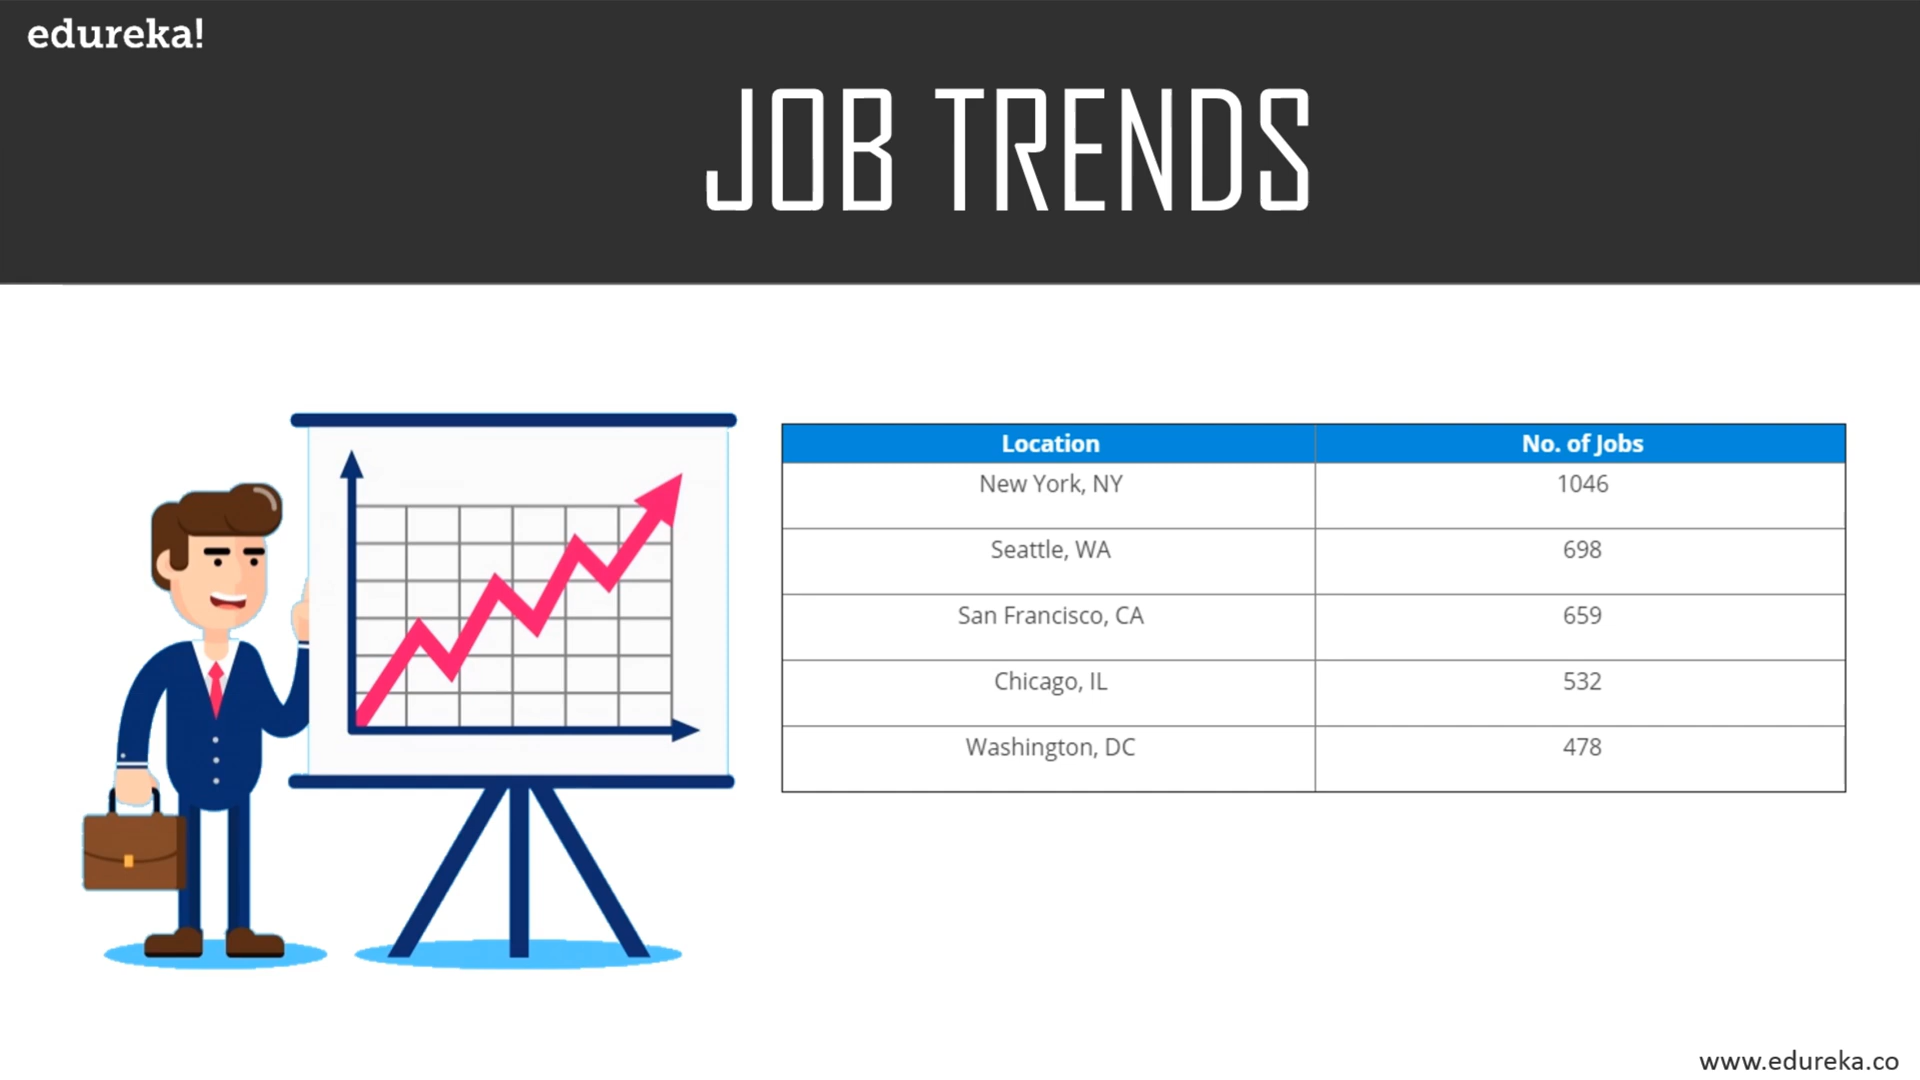 edureka!
JOB TRENDS
Location No. of Jobs
New York, NY 1046
Seattle, WA 698
San Francisco, CA 659
Chicago, IL 532
Washington, DC 478
www.edureka.co